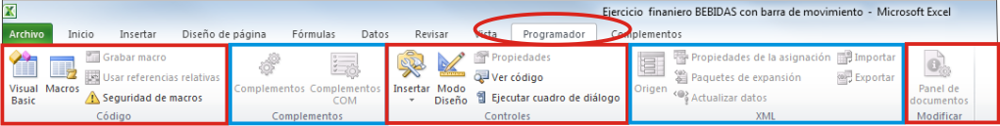 Ejercicio finaniero BEBIDAS con barra de movimiento - Microsoft Excel
Archivo Inicio Insertar Diseño de página Fórmulas Datos Revisar Vista Programador Complementos
Visual Basic
Macros
Grabar macro
Usar referencias relativas
Seguridad de macros
Código
Complementos
Complementos COM
Complementos
Insertar
Modo Diseño
Propiedades
Ver código
Ejecutar cuadro de diálogo
Controles
Origen
Propiedades de la asignación
Paquetes de expansión
Actualizar datos
Importar
Exportar
XML
Panel de documentos
Modificar